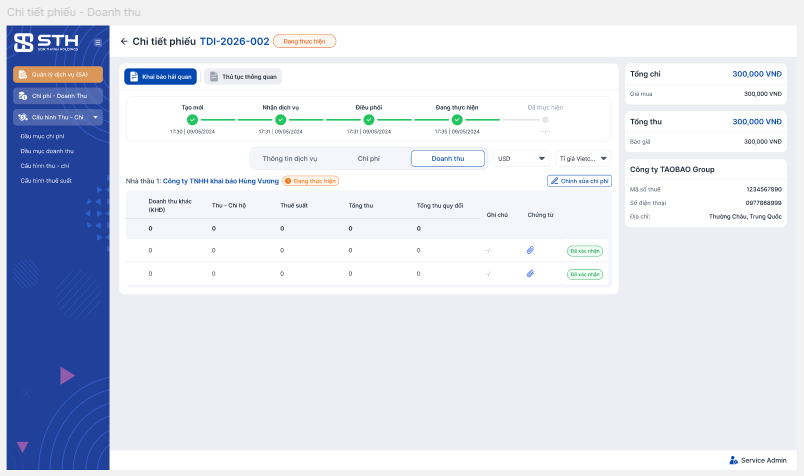 Chi tiết phiếu - Doanh thu
STH
SON THANH HOLDINGS
Quản lý dịch vụ (SA)
Chi phí - Doanh Thu
Cấu hình Thu - Chi
Đầu mục chi phí
Đầu mục doanh thu
Cấu hình thu - chi
Cấu hình thuế suất
Chi tiết phiếu TDI-2026-002 Đang thực hiện
Khai báo hải quan
Thủ tục thông quan
Tạo mới
Nhận dịch vụ
Điều phối
Đang thực hiện
Đã thực hiện
17:30 | 09/05/2024
17:31 | 09/05/2024
17:31 | 09/05/2024
17:35 | 09/05/2024
--/--
Thông tin dịch vụ
Chi phí
Doanh thu
USD
Tỉ giá Vietc...
Nhà thầu 1: Công ty TNHH khai báo Hùng Vương Đang thực hiện
Chỉnh sửa chi phí
Doanh thu khác (KHĐ)
Thu - Chi hộ
Thuế suất
Tổng thu
Tổng thu quy đổi
Ghi chú
Chứng từ
0 0 0 0 0
0 0 0 0 0 -/- Đã xác nhận
0 0 0 0 0 -/- Đã xác nhận
Tổng chi 300,000 VNĐ
Giá mua 300,000 VNĐ
Tổng thu 300,000 VNĐ
Báo giá 300,000 VNĐ
Công ty TAOBAO Group
Mã số thuế 1234567890
Số điện thoại 0977868999
Địa chỉ: Thường Châu, Trung Quốc
Service Admin